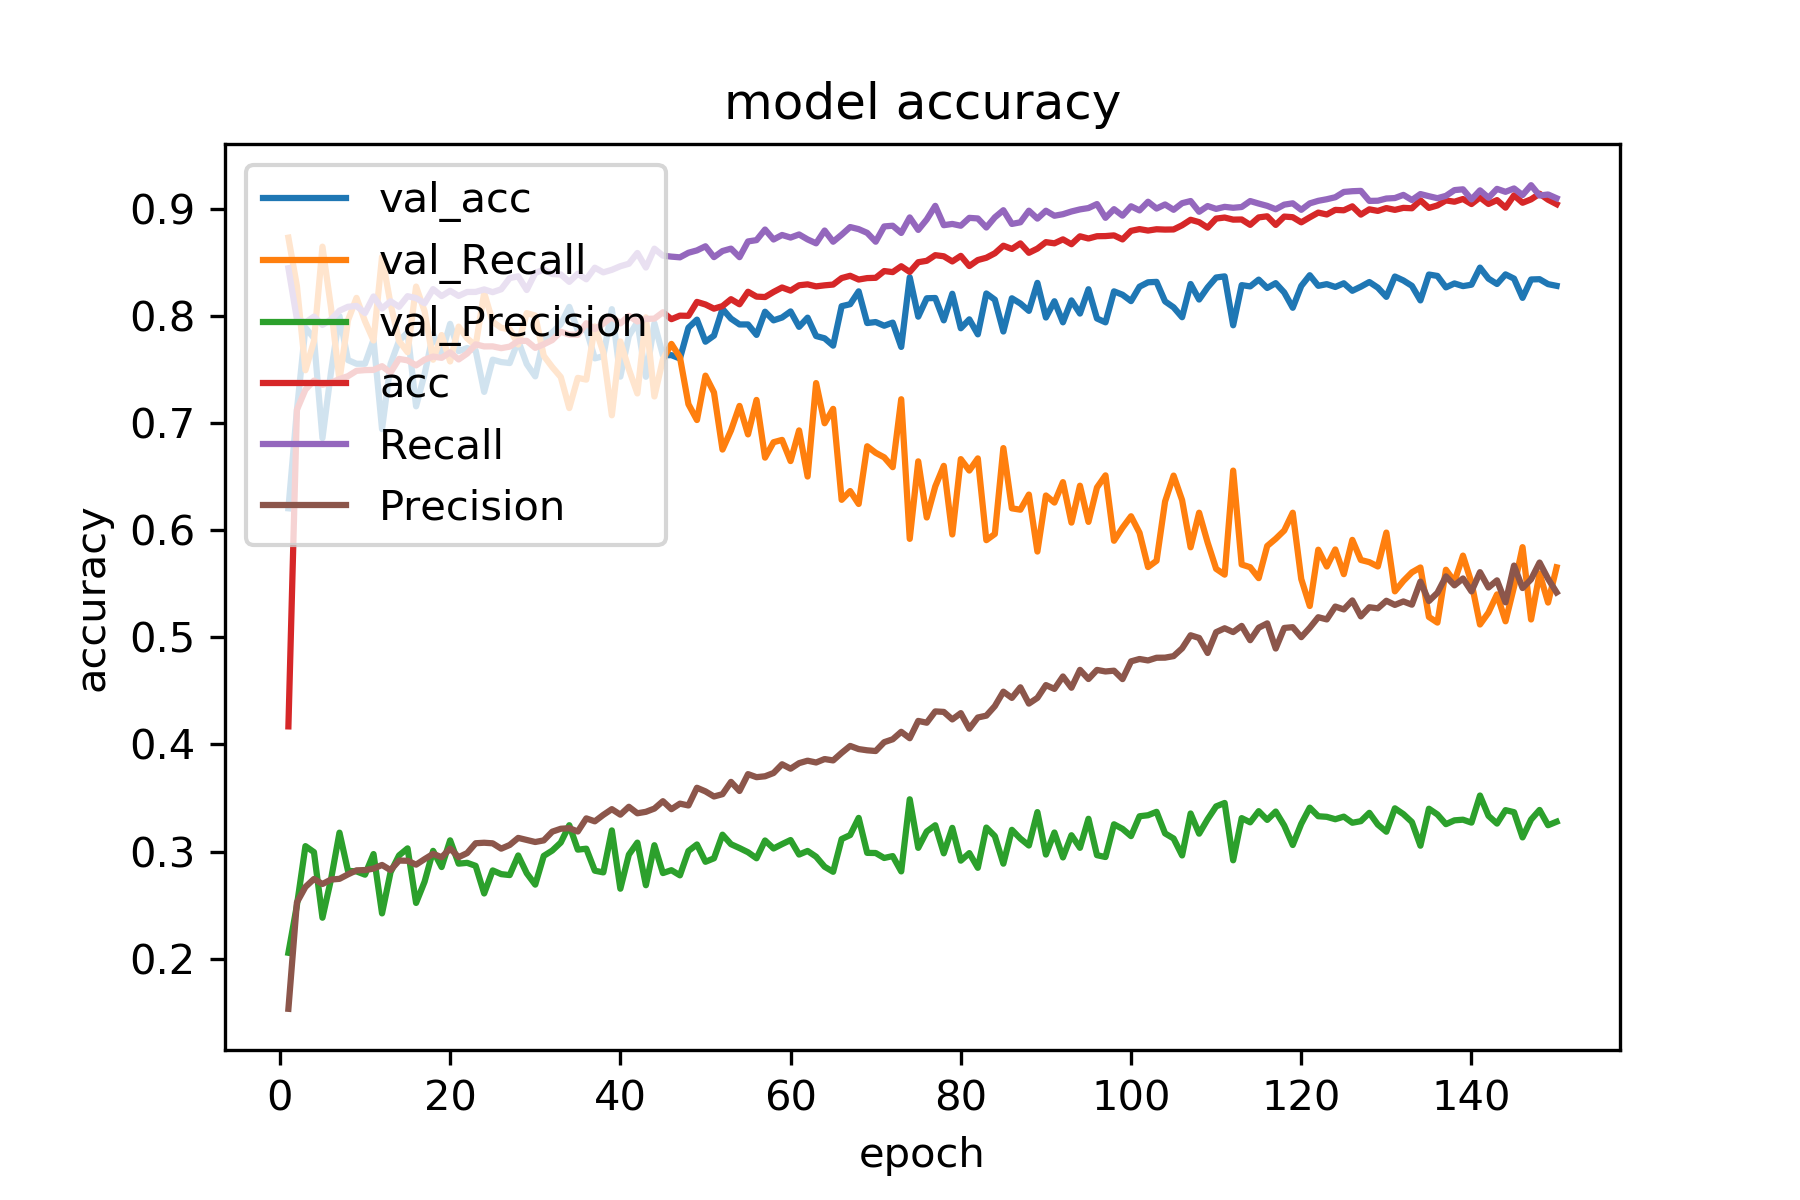 model accuracy
val_acc
val_Recall
val_Precision
acc
Recall
Precision
accuracy
0.9
0.8
0.7
0.6
0.5
0.4
0.3
0.2
0 20 40 60 80 100 120 140
epoch